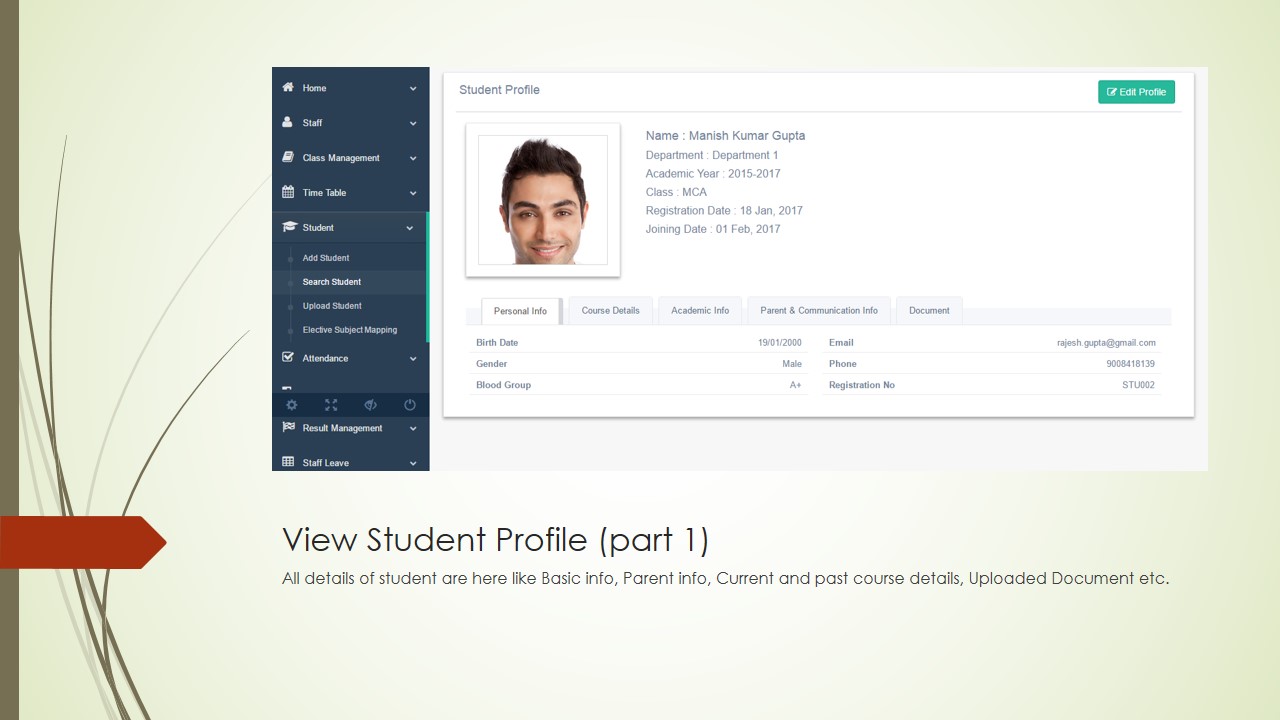 Home
Staff
Class Management
Time Table
Student
Add Student
Search Student
Upload Student
Elective Subject Mapping
Attendance
Result Management
Staff Leave
Student Profile
Edit Profile
Name : Manish Kumar Gupta
Department : Department 1
Academic Year : 2015-2017
Class : MCA
Registration Date : 18 Jan, 2017
Joining Date : 01 Feb, 2017
Personal Info Course Details Academic Info Parent & Communication Info Document
Birth Date 19/01/2000 Email rajesh.gupta@gmail.com
Gender Male Phone 9008418139
Blood Group A+ Registration No STU002
View Student Profile (part 1)
All details of student are here like Basic info, Parent info, Current and past course details, Uploaded Document etc.